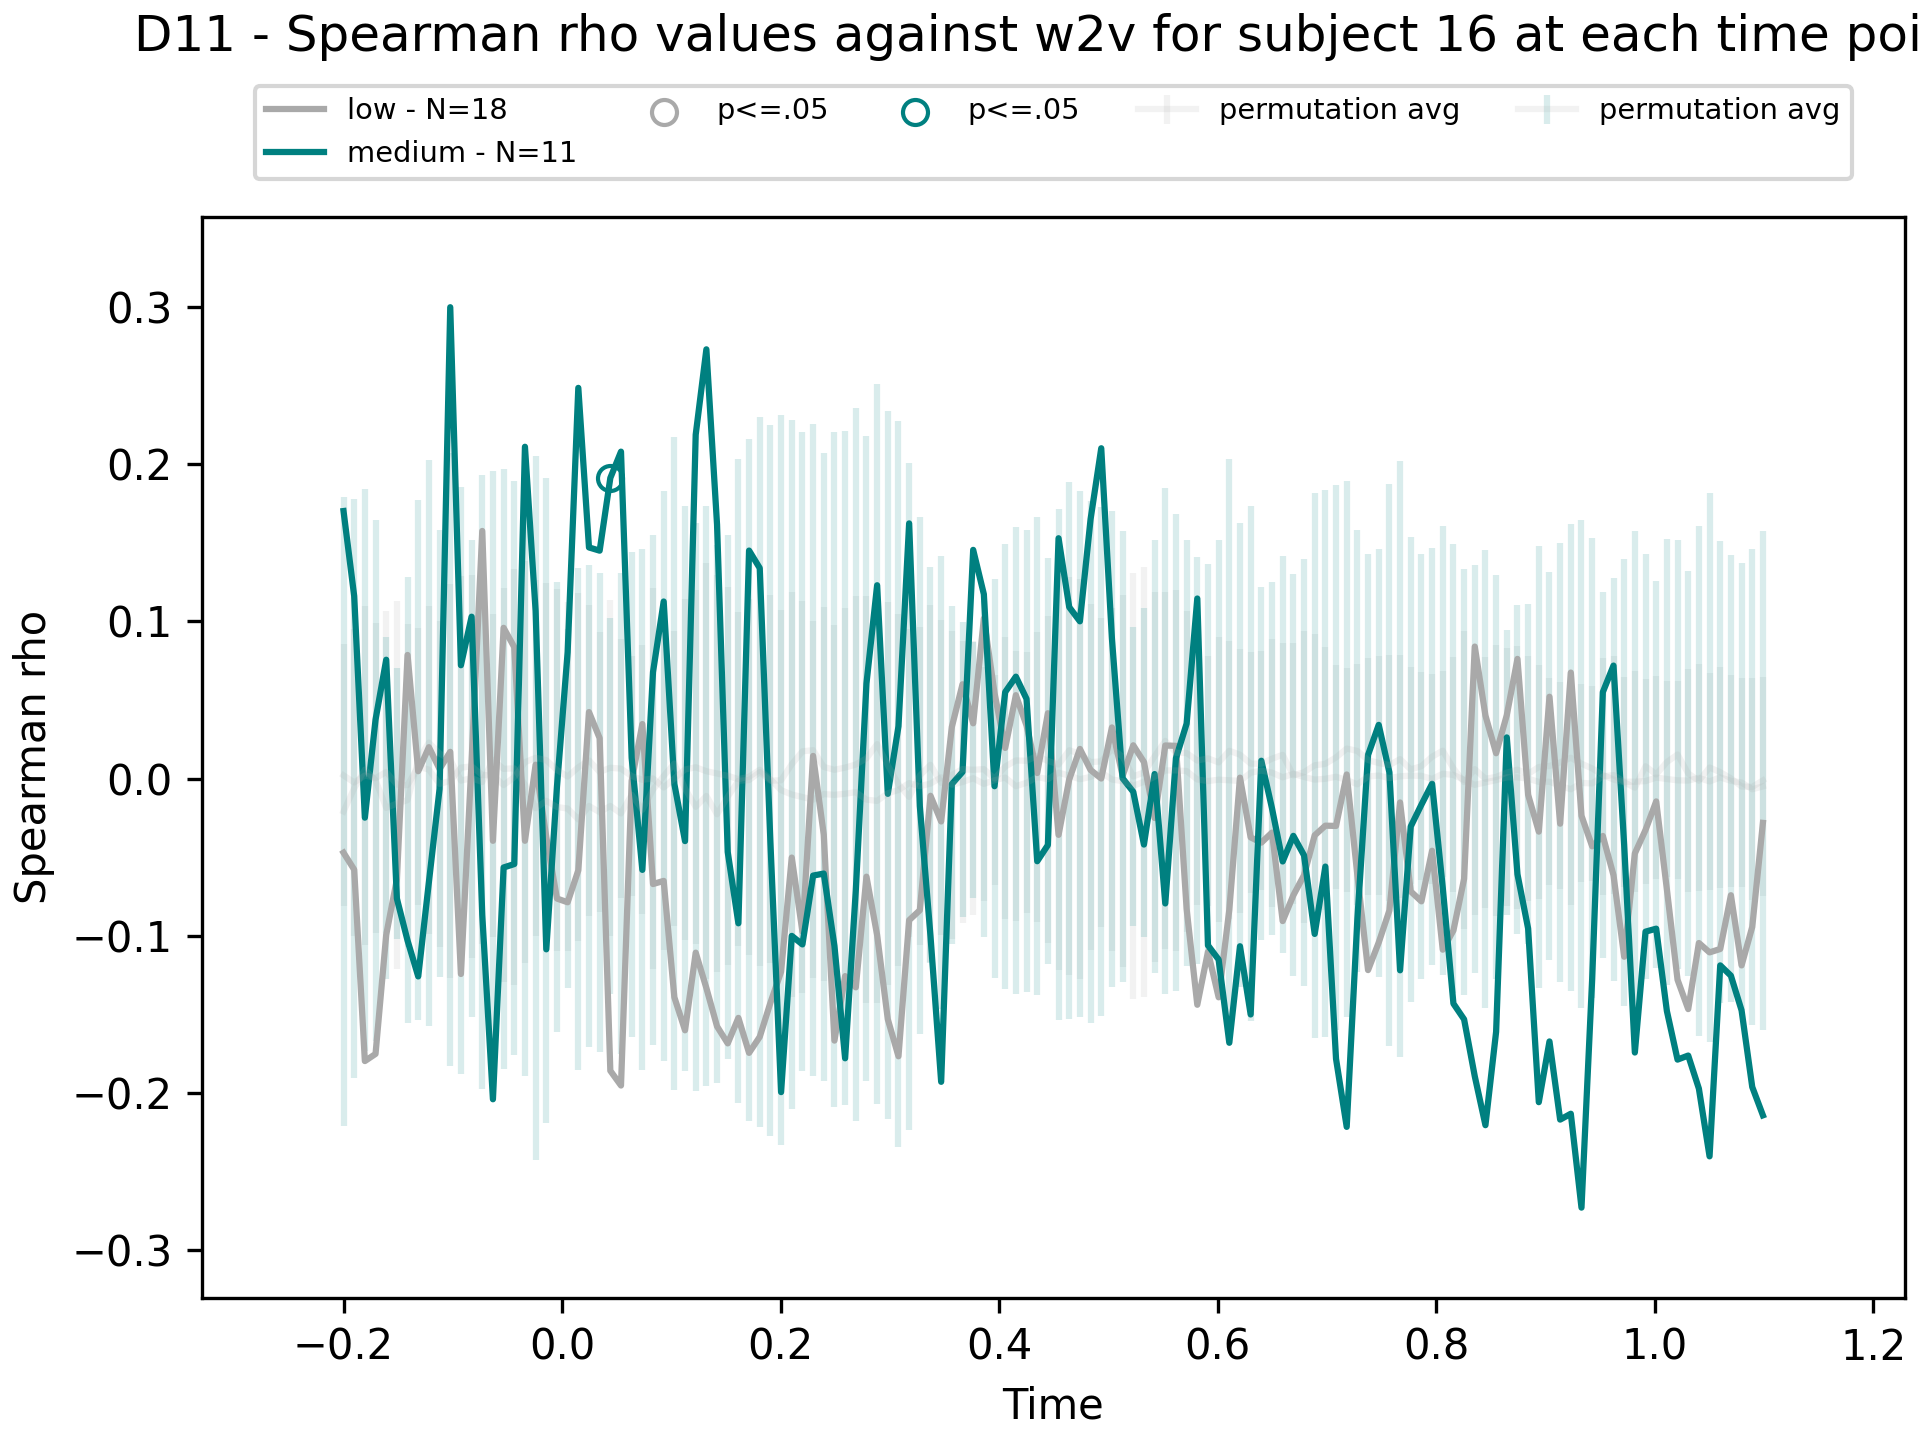 D11 - Spearman rho values against w2v for subject 16 at each time poi
low - N=18
medium - N=11
p<=.05
p<=.05
permutation avg
permutation avg
0.3
0.2
0.1
0.0
−0.1
−0.2
−0.3
Spearman rho
−0.2 0.0 0.2 0.4 0.6 0.8 1.0 1.2
Time